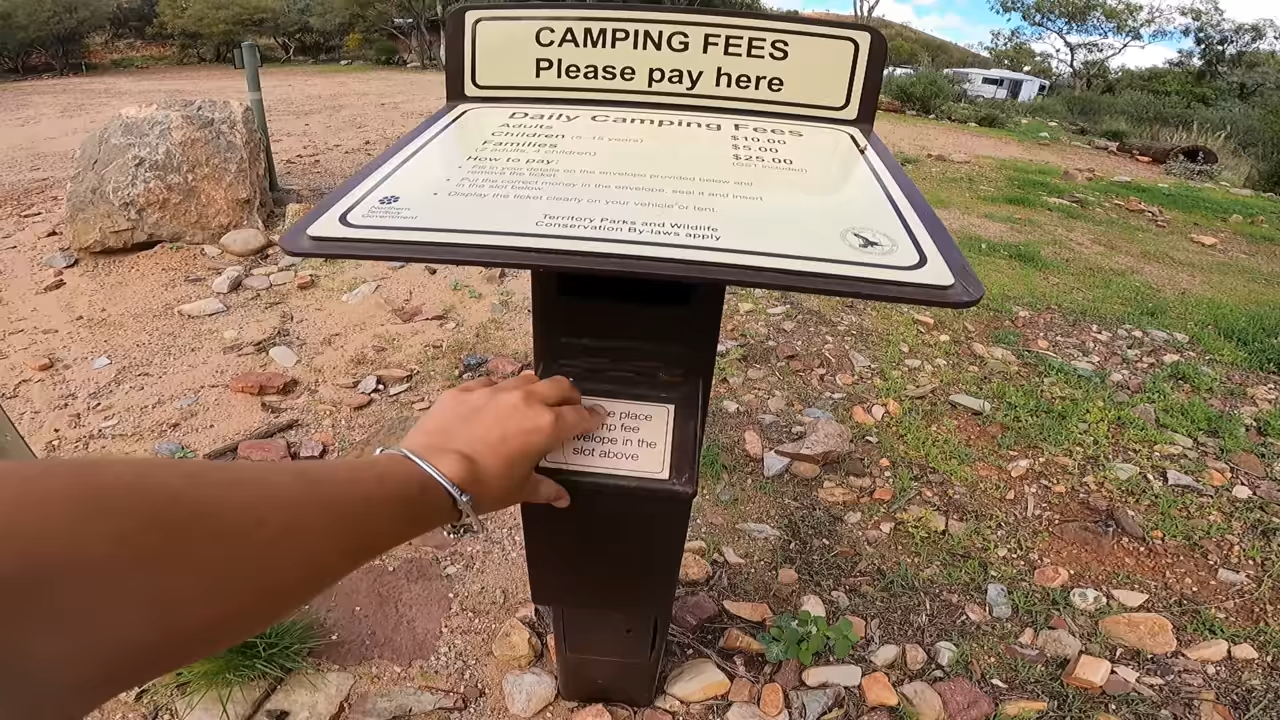 CAMPING FEES
Please pay here
Daily Camping Fees
Adults $10.00
Children (5-15 years) $5.00
Families $25.00
(2 adults, 4 children) (GST included)
How to pay:
• Fill in your details on the envelope provided below and
remove the ticket.
• Put the correct money in the envelope, seal it and insert
in the slot below.
• Display the ticket clearly on your vehicle or tent.
Northern
Territory
Government
Territory Parks and Wildlife
Conservation By-laws apply
place
fee
envelope in the
slot above